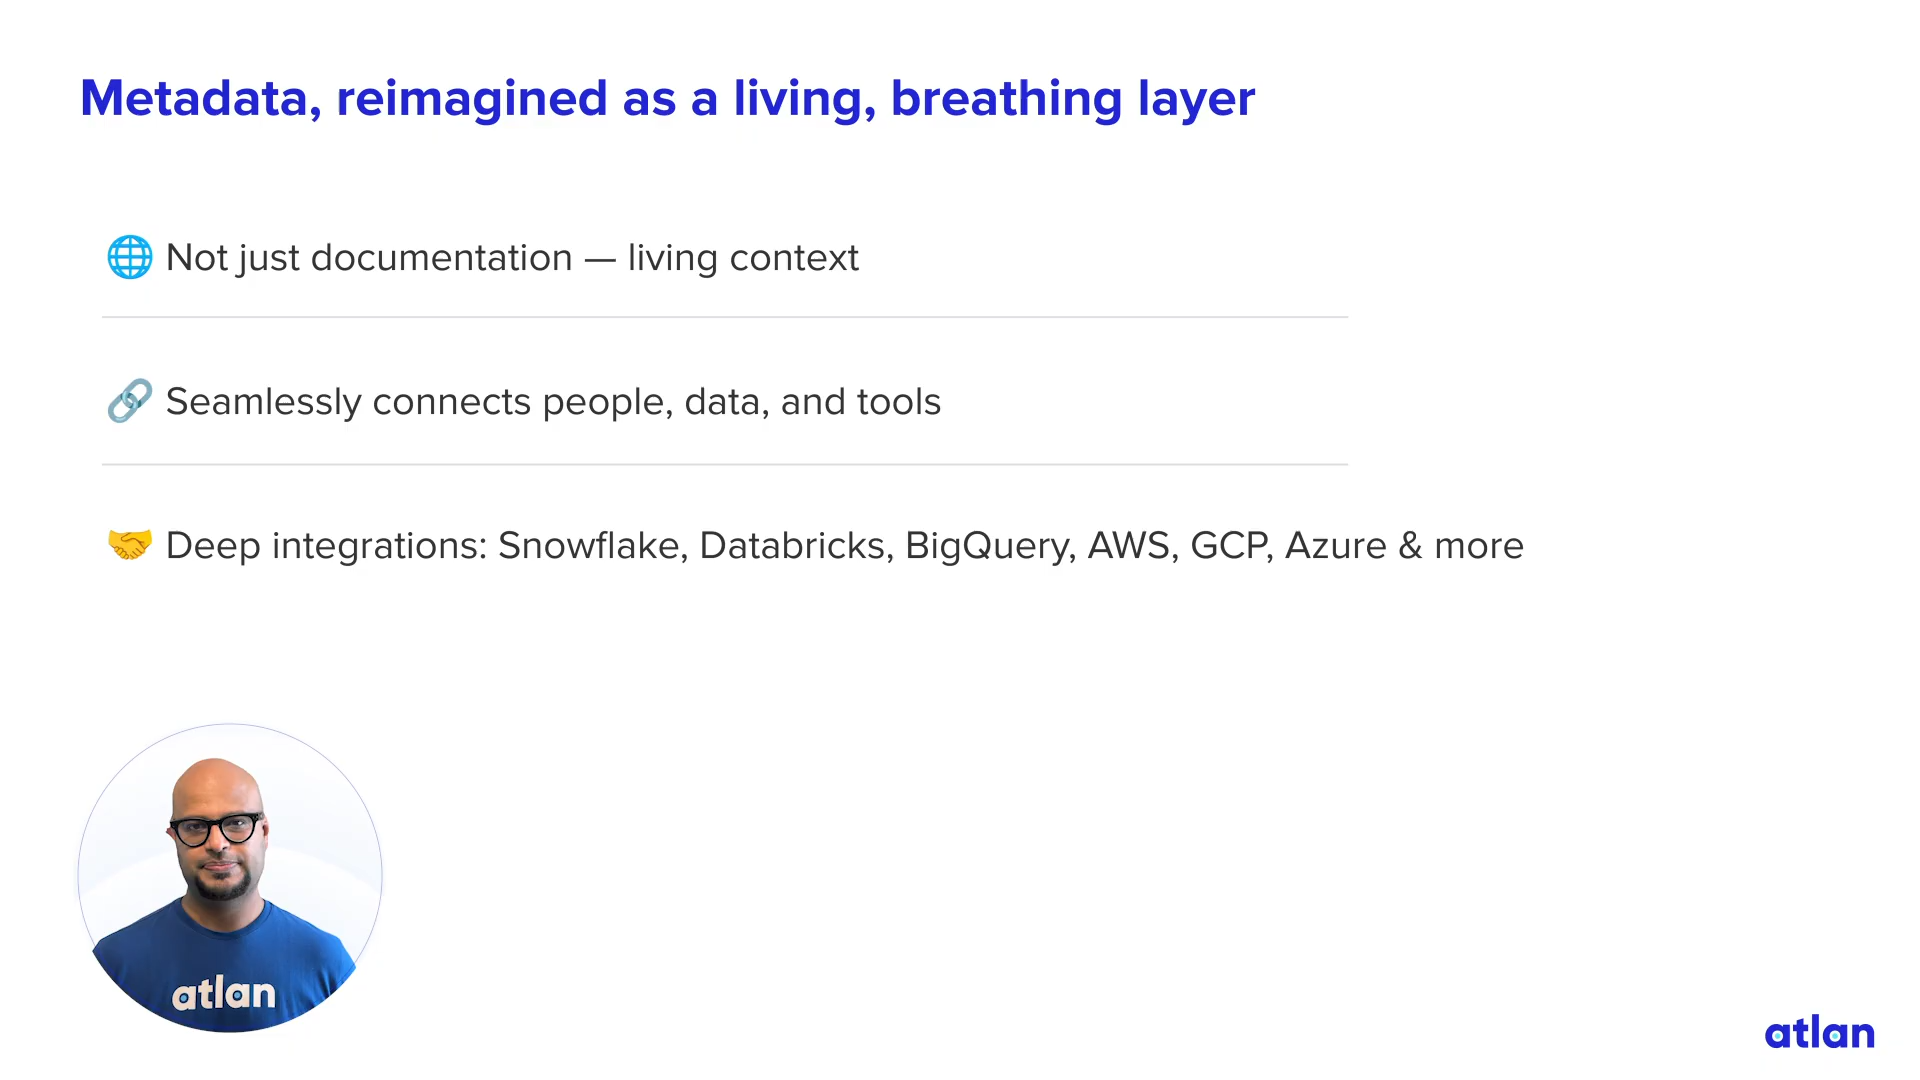 Metadata, reimagined as a living, breathing layer
🌐 Not just documentation — living context
🔗 Seamlessly connects people, data, and tools
🤝 Deep integrations: Snowflake, Databricks, BigQuery, AWS, GCP, Azure & more
atlan
atlan